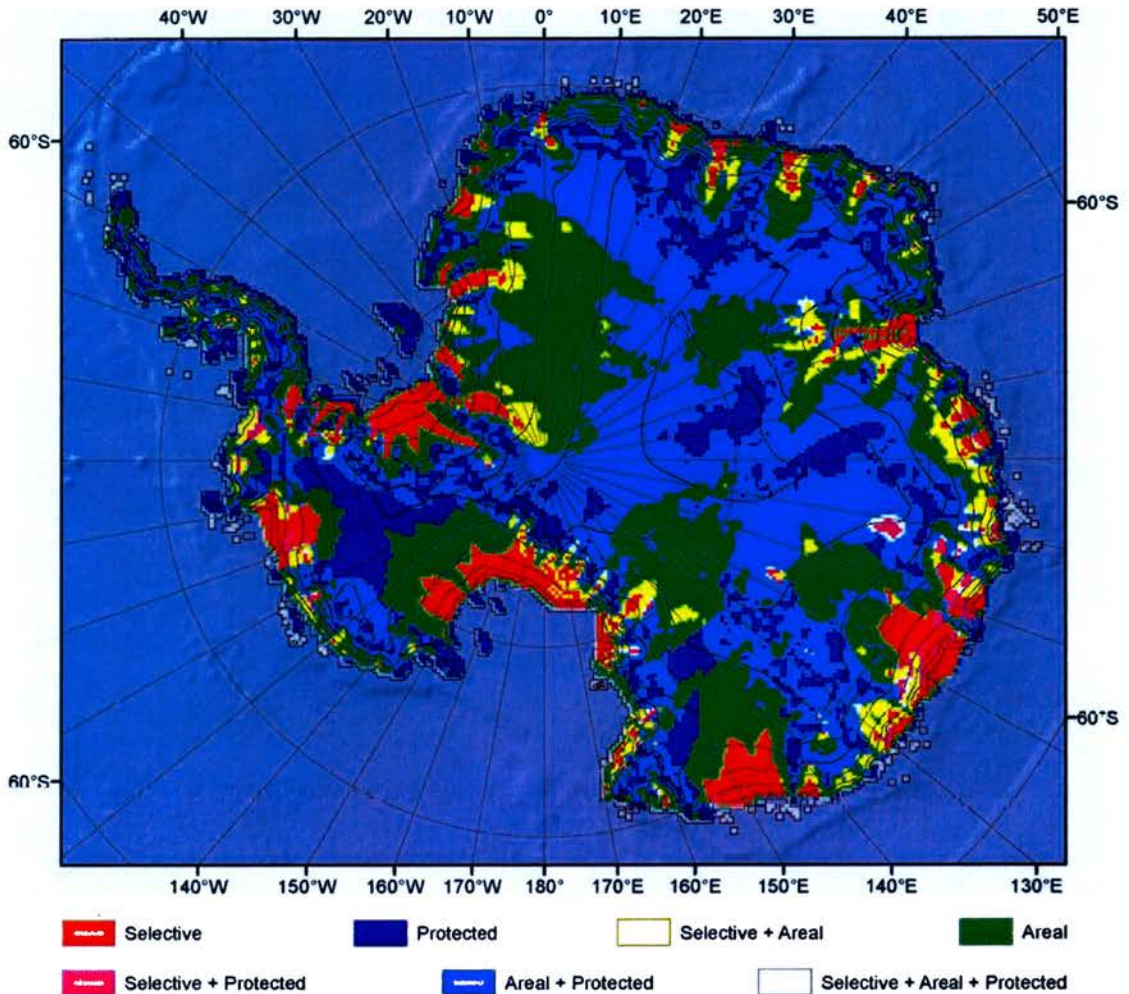 40°W 30°W 20°W 10°W 0° 10°E 20°E 30°E 40°E 50°E
60°S
60°S
60°S
60°S
140°W 150°W 160°W 170°W 180° 170°E 160°E 150°E 140°E 130°E
Selective Protected Selective + Areal Areal
Selective + Protected Areal + Protected Selective + Areal + Protected